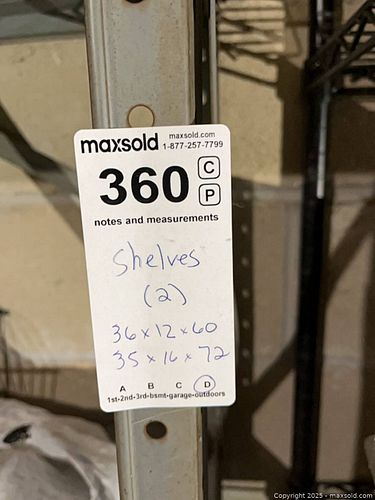 maxsold maxsold.com
1-877-257-7799
360 C
P
notes and measurements
Shelves
(2)
36 x 12 x 60
35 x 16 x 72
A B C D
1st-2nd-3rd-bsmt-garage-outdoors
Copyright 2025 - maxsold.com